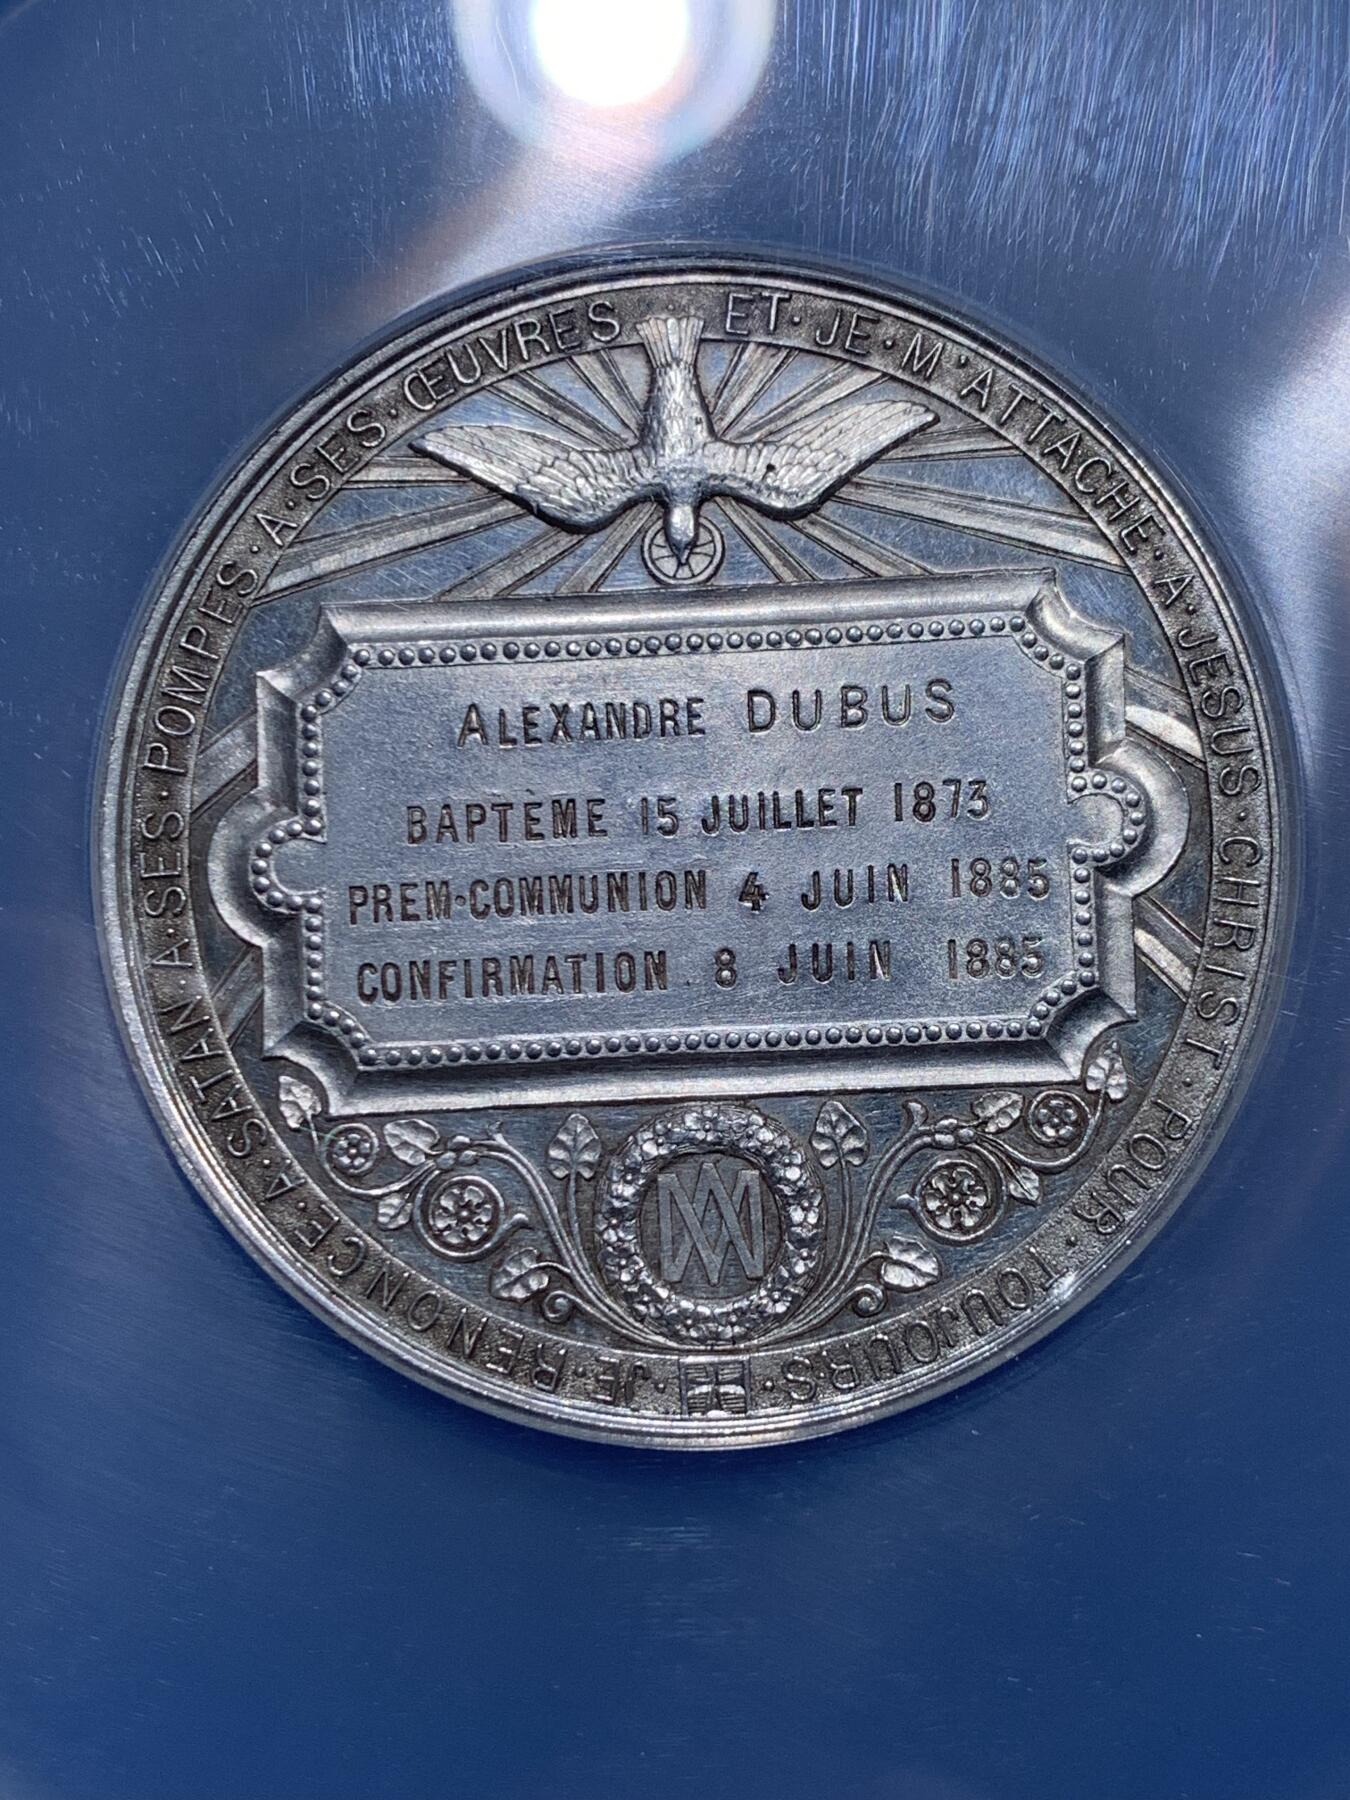 JE·RENONCE·A·SATAN·A·SES·POMPES·A·SES·ŒUVRES ET·JE·M'ATTACHE·A·JESUS·CHRIST·POUR·TOUJOURS·
ALEXANDRE DUBUS
BAPTEME 15 JUILLET 1873
PREM·COMMUNION 4 JUIN 1885
CONFIRMATION. 8 JUIN 1885
AM